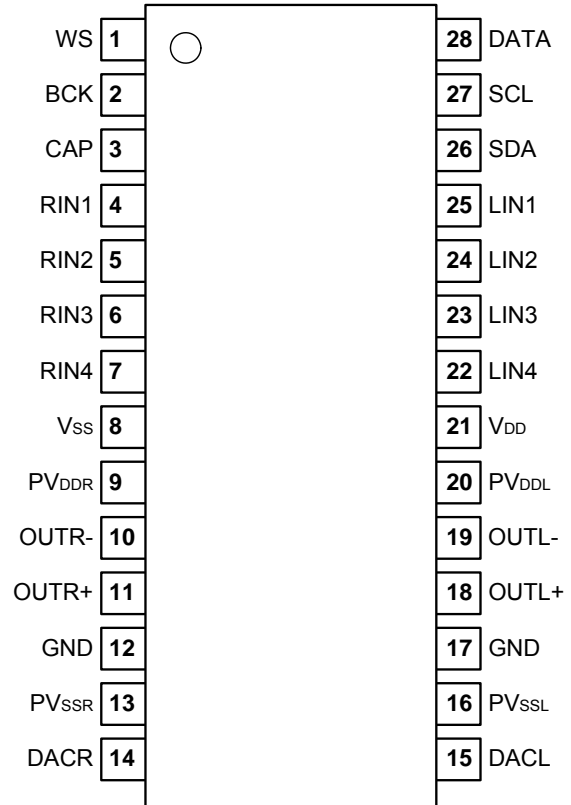 WS 1 28 DATA
BCK 2 27 SCL
CAP 3 26 SDA
RIN1 4 25 LIN1
RIN2 5 24 LIN2
RIN3 6 23 LIN3
RIN4 7 22 LIN4
VSS 8 21 VDD
PVDDR 9 20 PVDDL
OUTR- 10 19 OUTL-
OUTR+ 11 18 OUTL+
GND 12 17 GND
PVSSR 13 16 PVSSL
DACR 14 15 DACL